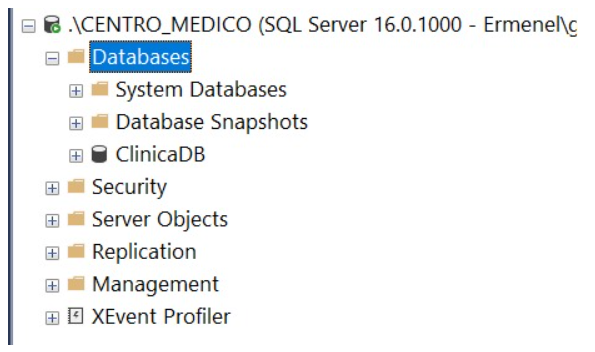 .\CENTRO_MEDICO (SQL Server 16.0.1000 - Ermenel\g
Databases
System Databases
Database Snapshots
ClinicaDB
Security
Server Objects
Replication
Management
XEvent Profiler